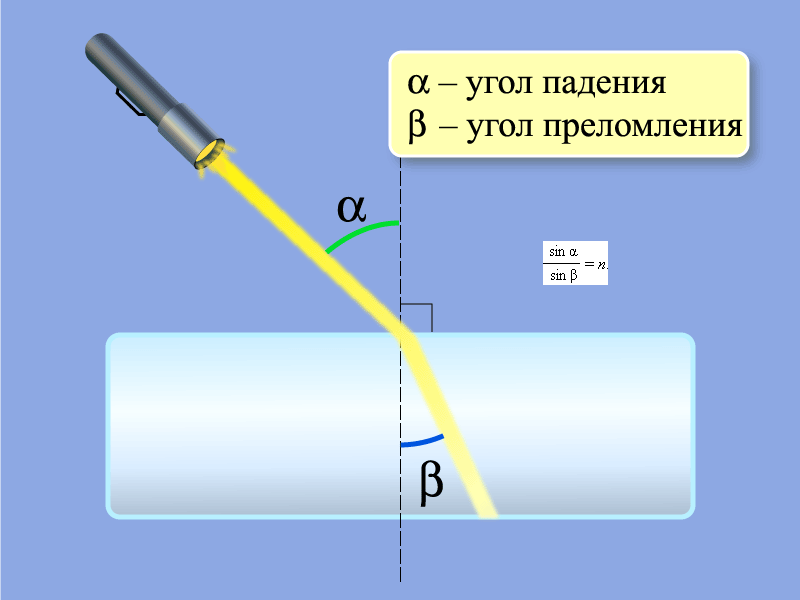 α – угол падения
β – угол преломления
α
sin α
sin β
= n.
β